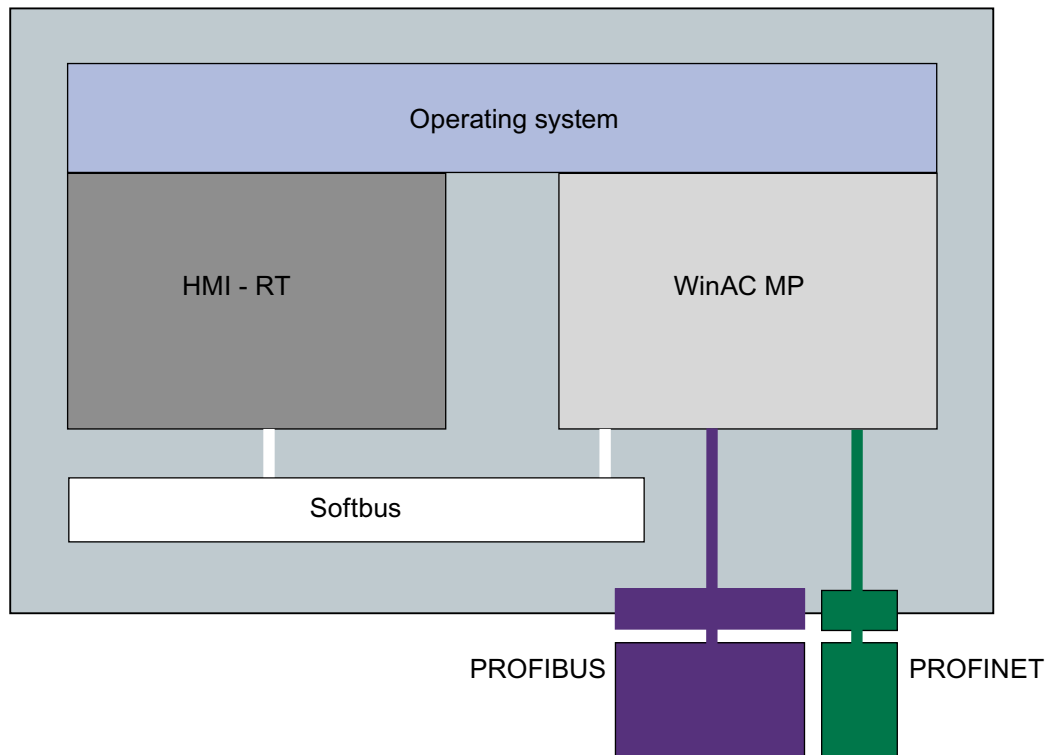 Operating system
HMI - RT
WinAC MP
Softbus
PROFIBUS
PROFINET